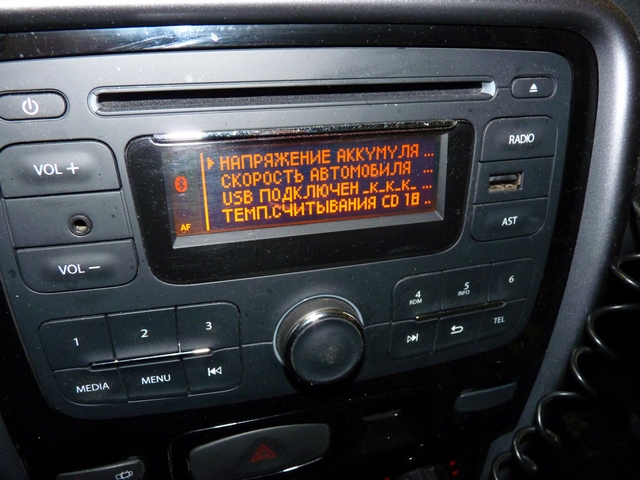 RADIO
VOL +
НАПРЯЖЕНИЕ АККУМУЛЯ ...
СКОРОСТЬ АВТОМОБИЛЯ ...
USB ПОДКЛЮЧЕН _K_K_K_ ...
ТЕМП.СЧИТЫВАНИЯ CD 18 ..
AF
AST
VOL –
1
2
3
4
RDM
5
INFO
6
MEDIA
MENU
TEL